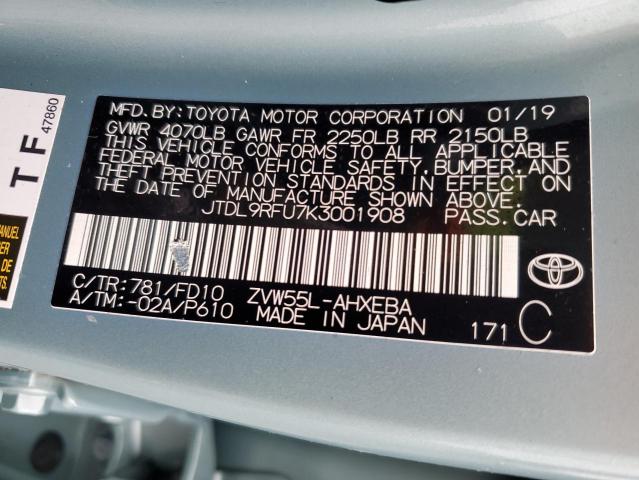 MFD.BY:TOYOTA MOTOR CORPORATION 01/19
GVWR 4070LB GAWR FR 2250LB RR 2150LB
THIS VEHICLE CONFORMS TO ALL APPLICABLE
FEDERAL MOTOR VEHICLE SAFETY,BUMPER,AND
THEFT PREVENTION STANDARDS IN EFFECT ON
THE DATE OF MANUFACTURE SHOWN ABOVE.
JTDL9RFU7K3001908 PASS.CAR
C/TR:781/FD10 ZVW55L-AHXEBA
A/TM:-02A/P610 MADE IN JAPAN 171 C
T F
47860
MANUEL
DE